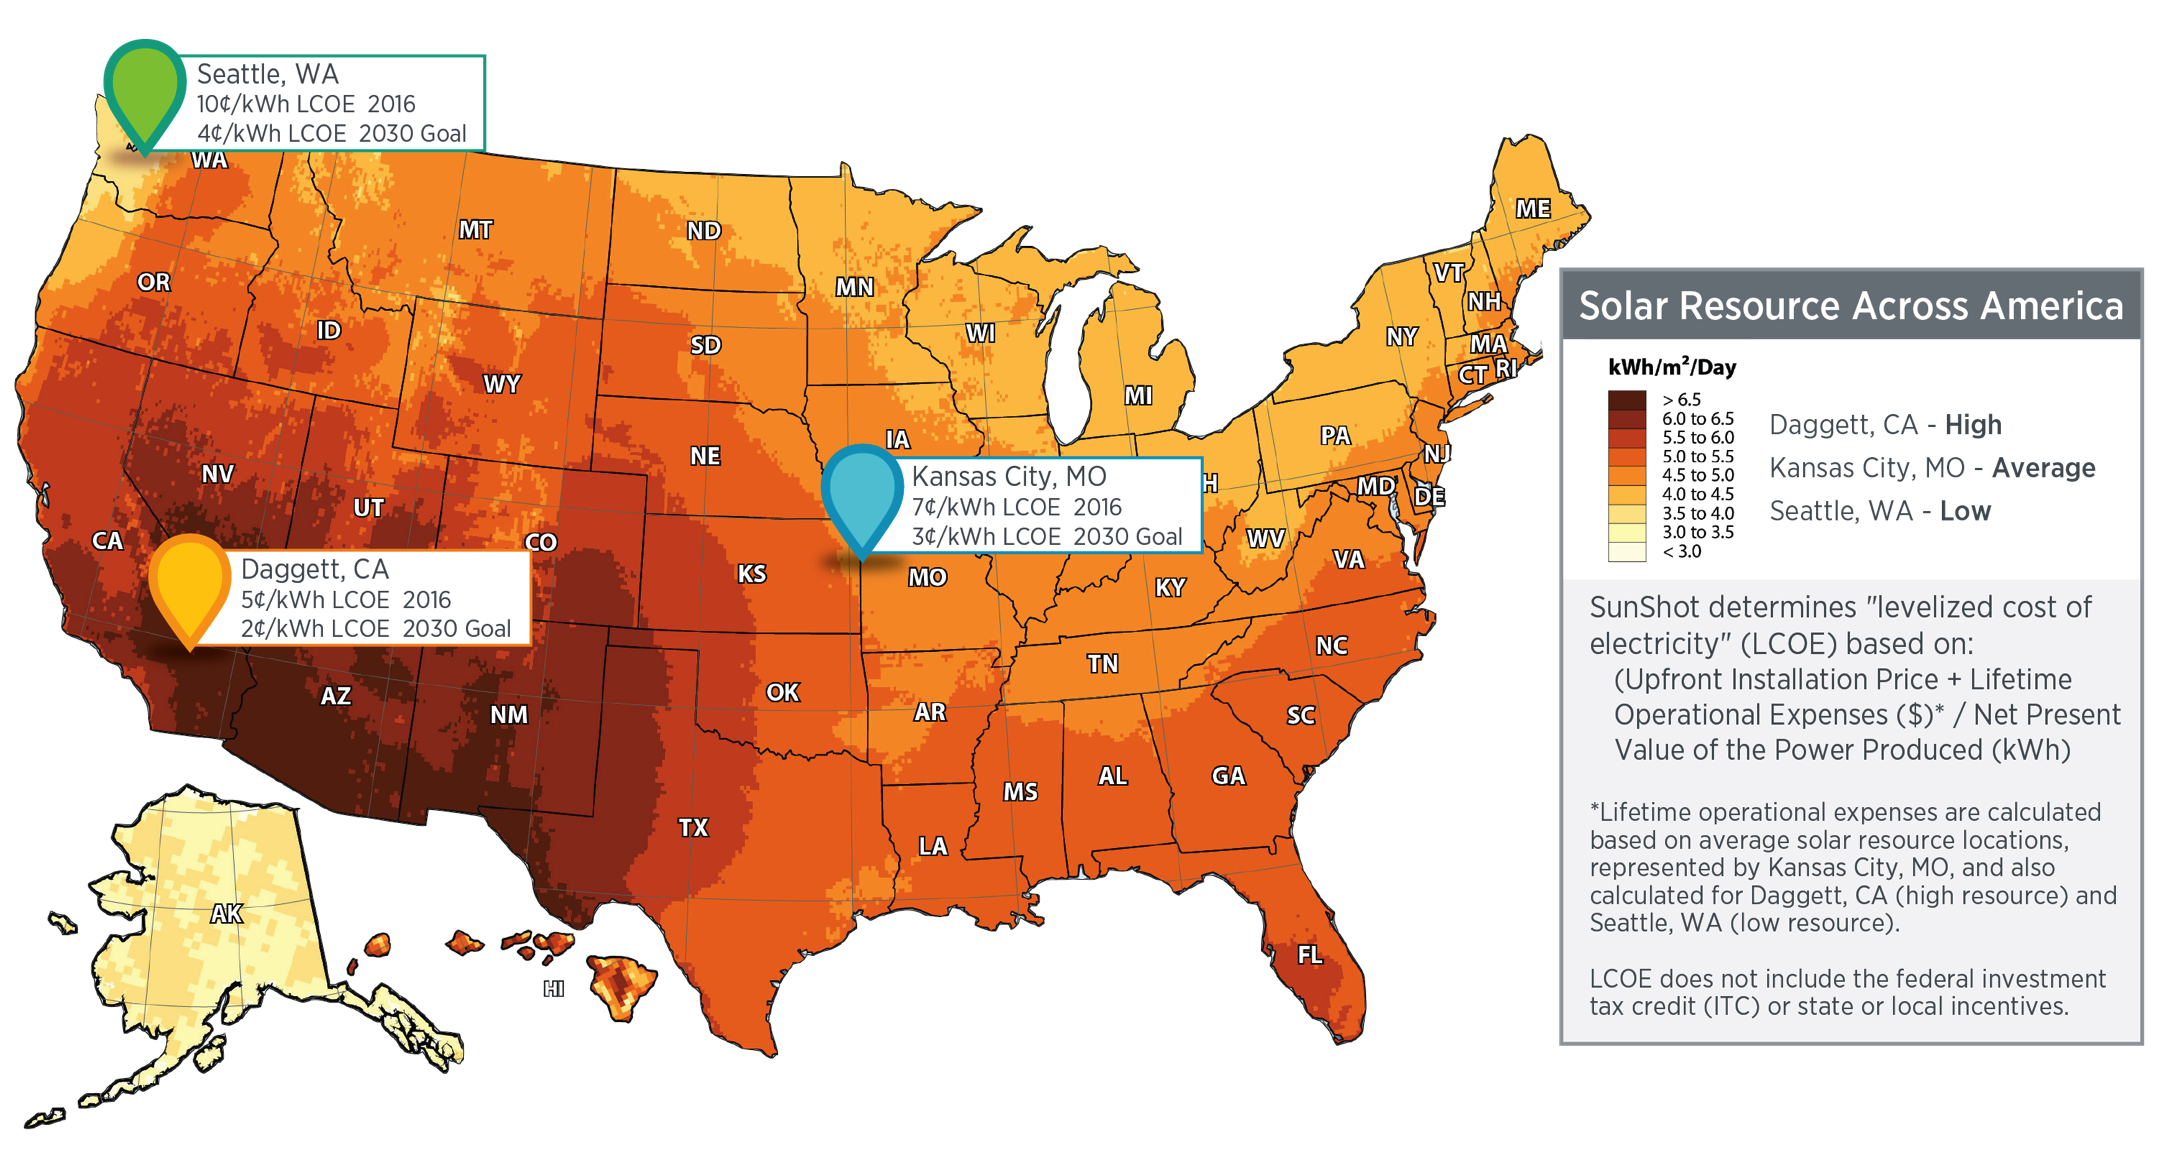 Seattle, WA
10¢/kWh LCOE 2016
4¢/kWh LCOE 2030 Goal
WA
MT
ND
MN
OR
ID
WY
SD
WI
MI
ME
VT
NH
NY
MA
CT
RI
PA
NJ
MD
DE
IA
NE
NV
UT
CA
CO
KS
MO
H
WV
VA
KY
Kansas City, MO
7¢/kWh LCOE 2016
3¢/kWh LCOE 2030 Goal
Daggett, CA
5¢/kWh LCOE 2016
2¢/kWh LCOE 2030 Goal
AZ
NM
OK
AR
TN
NC
SC
MS
AL
GA
TX
LA
FL
AK
HI
Solar Resource Across America
kWh/m²/Day
> 6.5
6.0 to 6.5
5.5 to 6.0
5.0 to 5.5
4.5 to 5.0
4.0 to 4.5
3.5 to 4.0
3.0 to 3.5
< 3.0
Daggett, CA - High
Kansas City, MO - Average
Seattle, WA - Low
SunShot determines "levelized cost of
electricity" (LCOE) based on:
(Upfront Installation Price + Lifetime
Operational Expenses ($)* / Net Present
Value of the Power Produced (kWh)
*Lifetime operational expenses are calculated
based on average solar resource locations,
represented by Kansas City, MO, and also
calculated for Daggett, CA (high resource) and
Seattle, WA (low resource).
LCOE does not include the federal investment
tax credit (ITC) or state or local incentives.